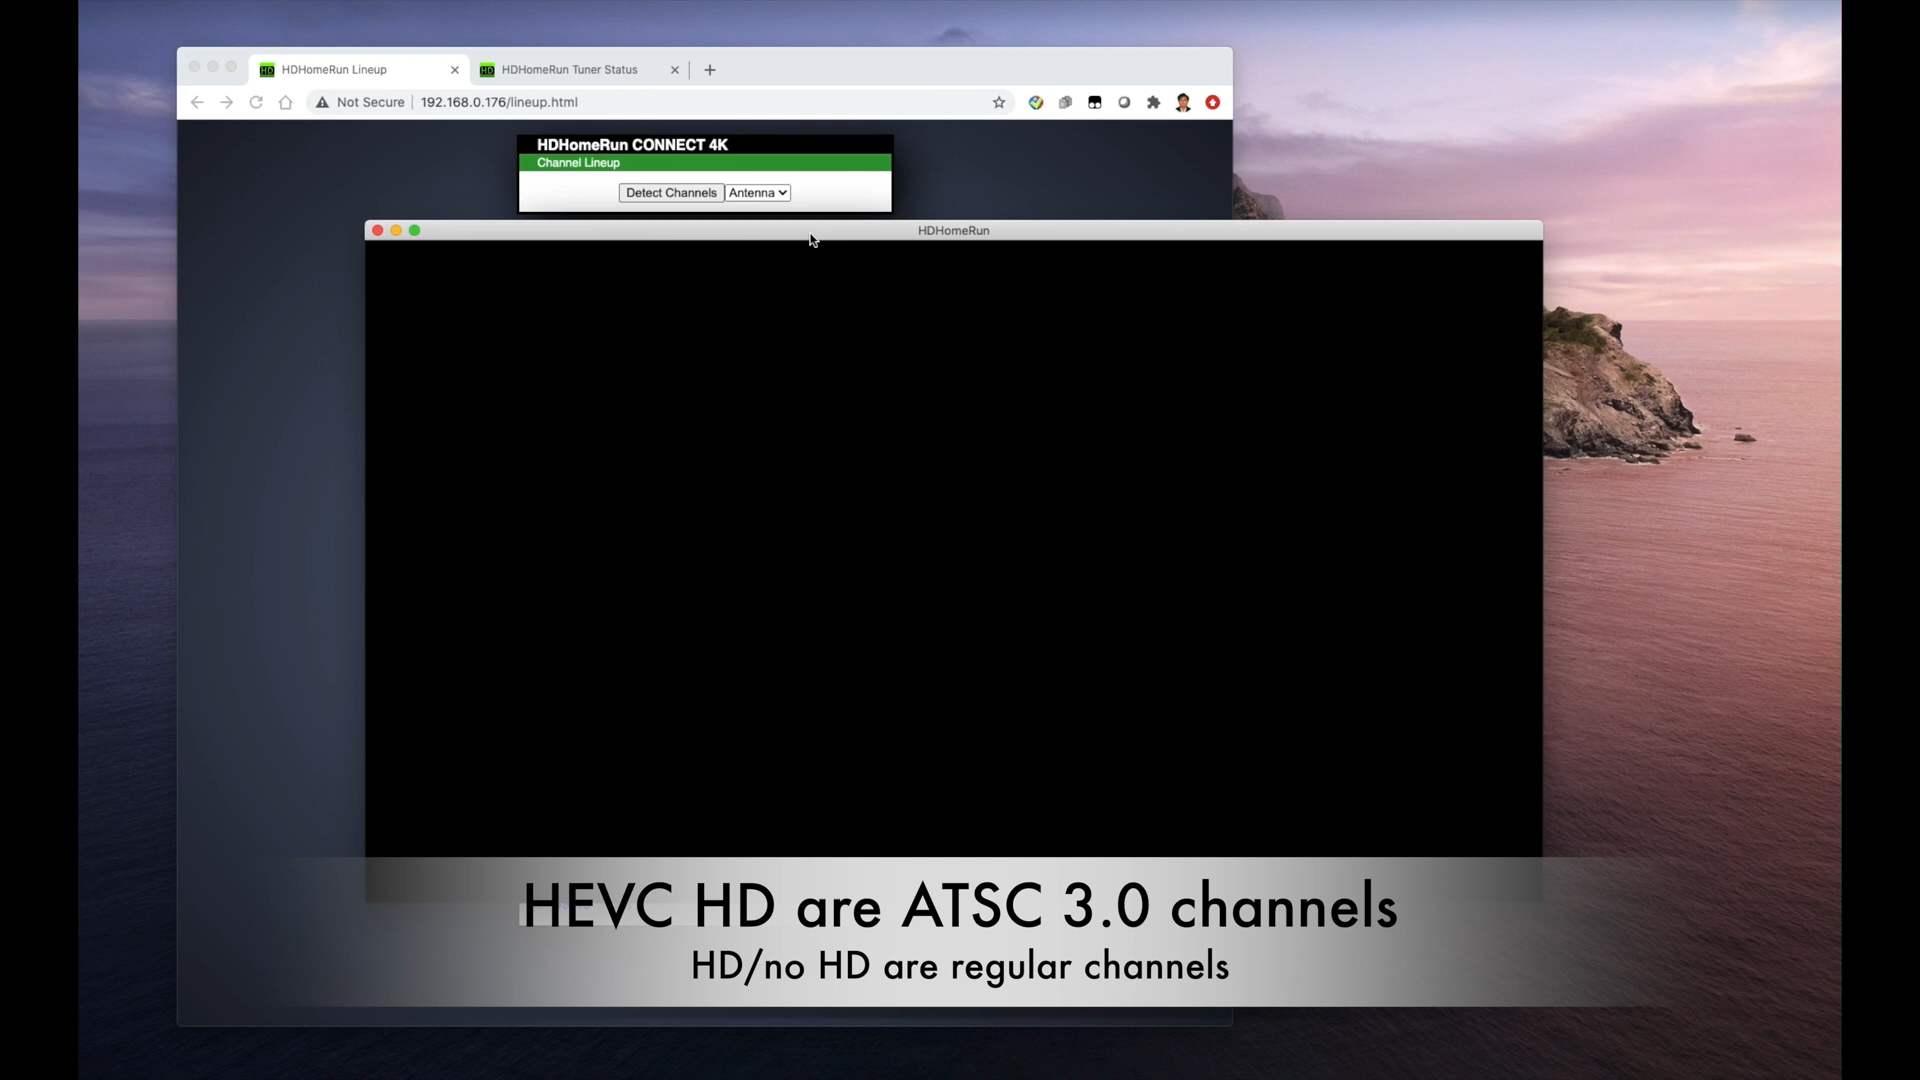 HDHomeRun Lineup
HDHomeRun Tuner Status
Not Secure
192.168.0.176/lineup.html
HDHomeRun CONNECT 4K
Channel Lineup
Detect Channels
Antenna
HDHomeRun
HEVC HD are ATSC 3.0 channels
HD/no HD are regular channels